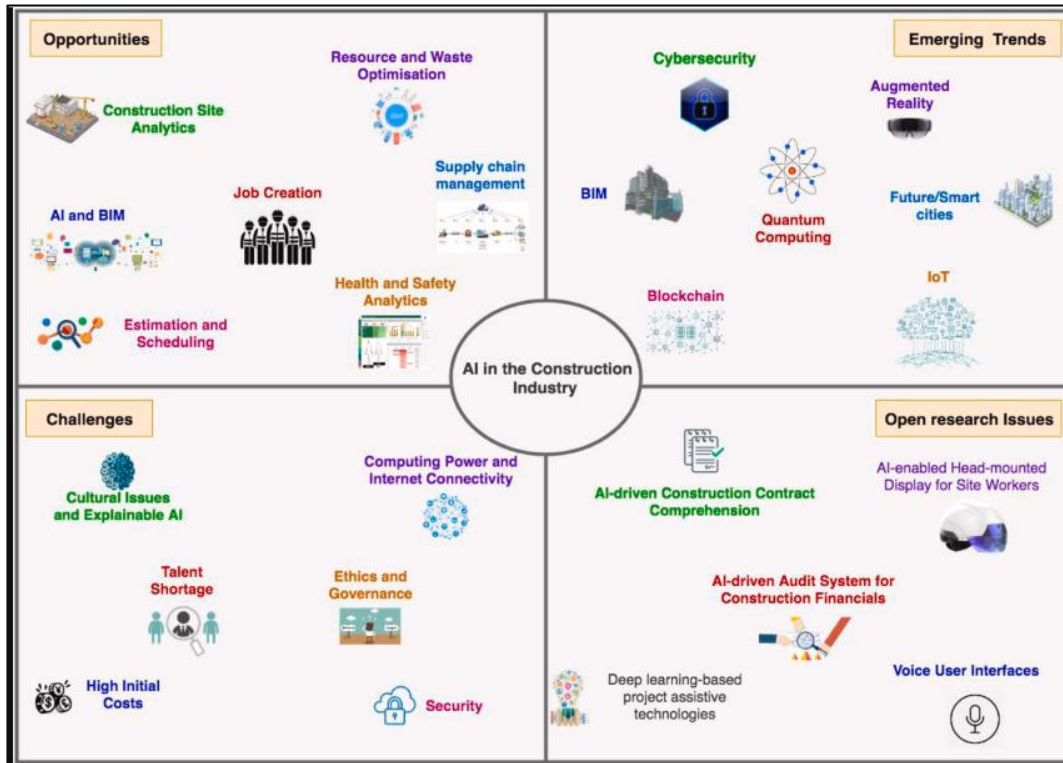 Opportunities
Resource and Waste
Optimisation
Construction Site
Analytics
Supply chain
management
Job Creation
AI and BIM
Health and Safety
Analytics
Estimation and
Scheduling
Emerging Trends
Cybersecurity
Augmented
Reality
BIM
Quantum
Computing
Future/Smart
cities
Blockchain
IoT
AI in the Construction
Industry
Challenges
Computing Power and
Internet Connectivity
Cultural Issues
and Explainable AI
Talent
Shortage
Ethics and
Governance
High Initial
Costs
Security
Open research Issues
AI-driven Construction Contract
Comprehension
AI-enabled Head-mounted
Display for Site Workers
AI-driven Audit System for
Construction Financials
Deep learning-based
project assistive
technologies
Voice User Interfaces